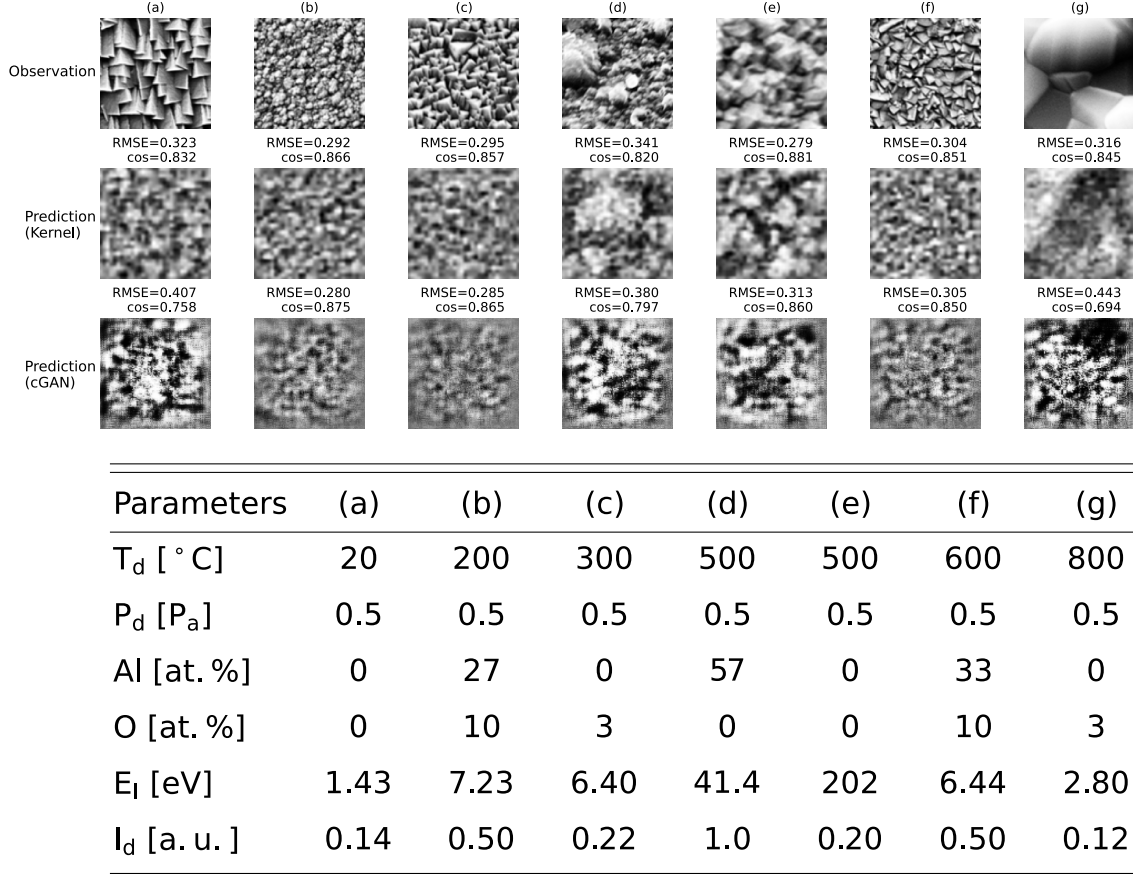 (a) (b) (c) (d) (e) (f) (g)
Observation
RMSE=0.323 RMSE=0.292 RMSE=0.295 RMSE=0.341 RMSE=0.279 RMSE=0.304 RMSE=0.316
cos=0.832 cos=0.866 cos=0.857 cos=0.820 cos=0.881 cos=0.851 cos=0.845
Prediction
(Kernel)
RMSE=0.407 RMSE=0.280 RMSE=0.285 RMSE=0.380 RMSE=0.313 RMSE=0.305 RMSE=0.443
cos=0.758 cos=0.875 cos=0.865 cos=0.797 cos=0.860 cos=0.850 cos=0.694
Prediction
(cGAN)
Parameters (a) (b) (c) (d) (e) (f) (g)
T_d [°C] 20 200 300 500 500 600 800
P_d [P_a] 0.5 0.5 0.5 0.5 0.5 0.5 0.5
Al [at. %] 0 27 0 57 0 33 0
O [at. %] 0 10 3 0 0 10 3
E_I [eV] 1.43 7.23 6.40 41.4 202 6.44 2.80
I_d [a. u.] 0.14 0.50 0.22 1.0 0.20 0.50 0.12